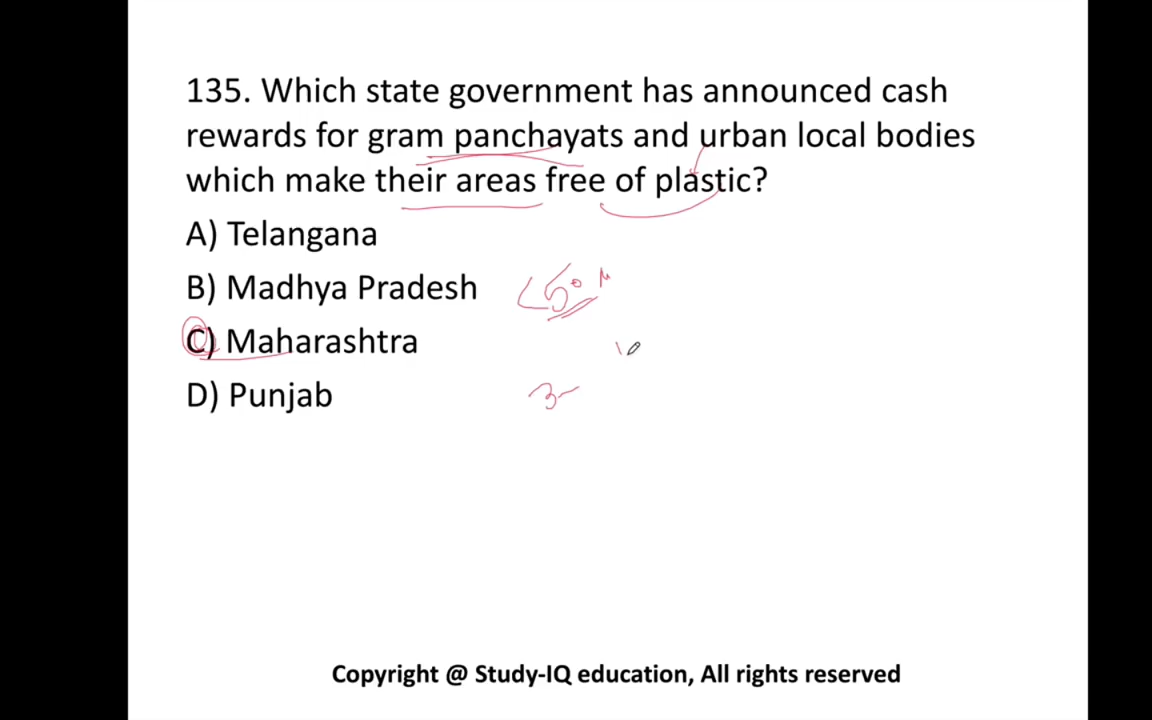 135. Which state government has announced cash
rewards for gram panchayats and urban local bodies
which make their areas free of plastic?
A) Telangana
B) Madhya Pradesh
<50 M
C) Maharashtra
D) Punjab
Copyright @ Study-IQ education, All rights reserved